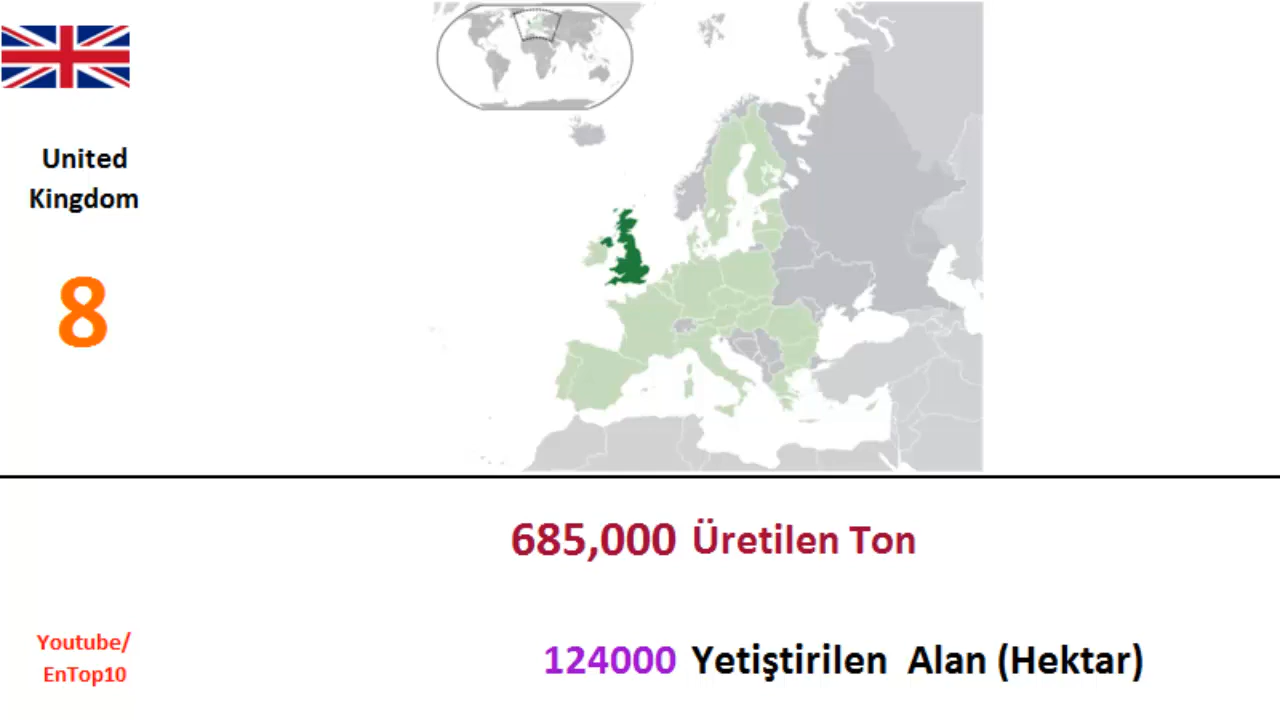 United
Kingdom
8
685,000 Üretilen Ton
124000 Yetiştirilen Alan (Hektar)
Youtube/
EnTop10